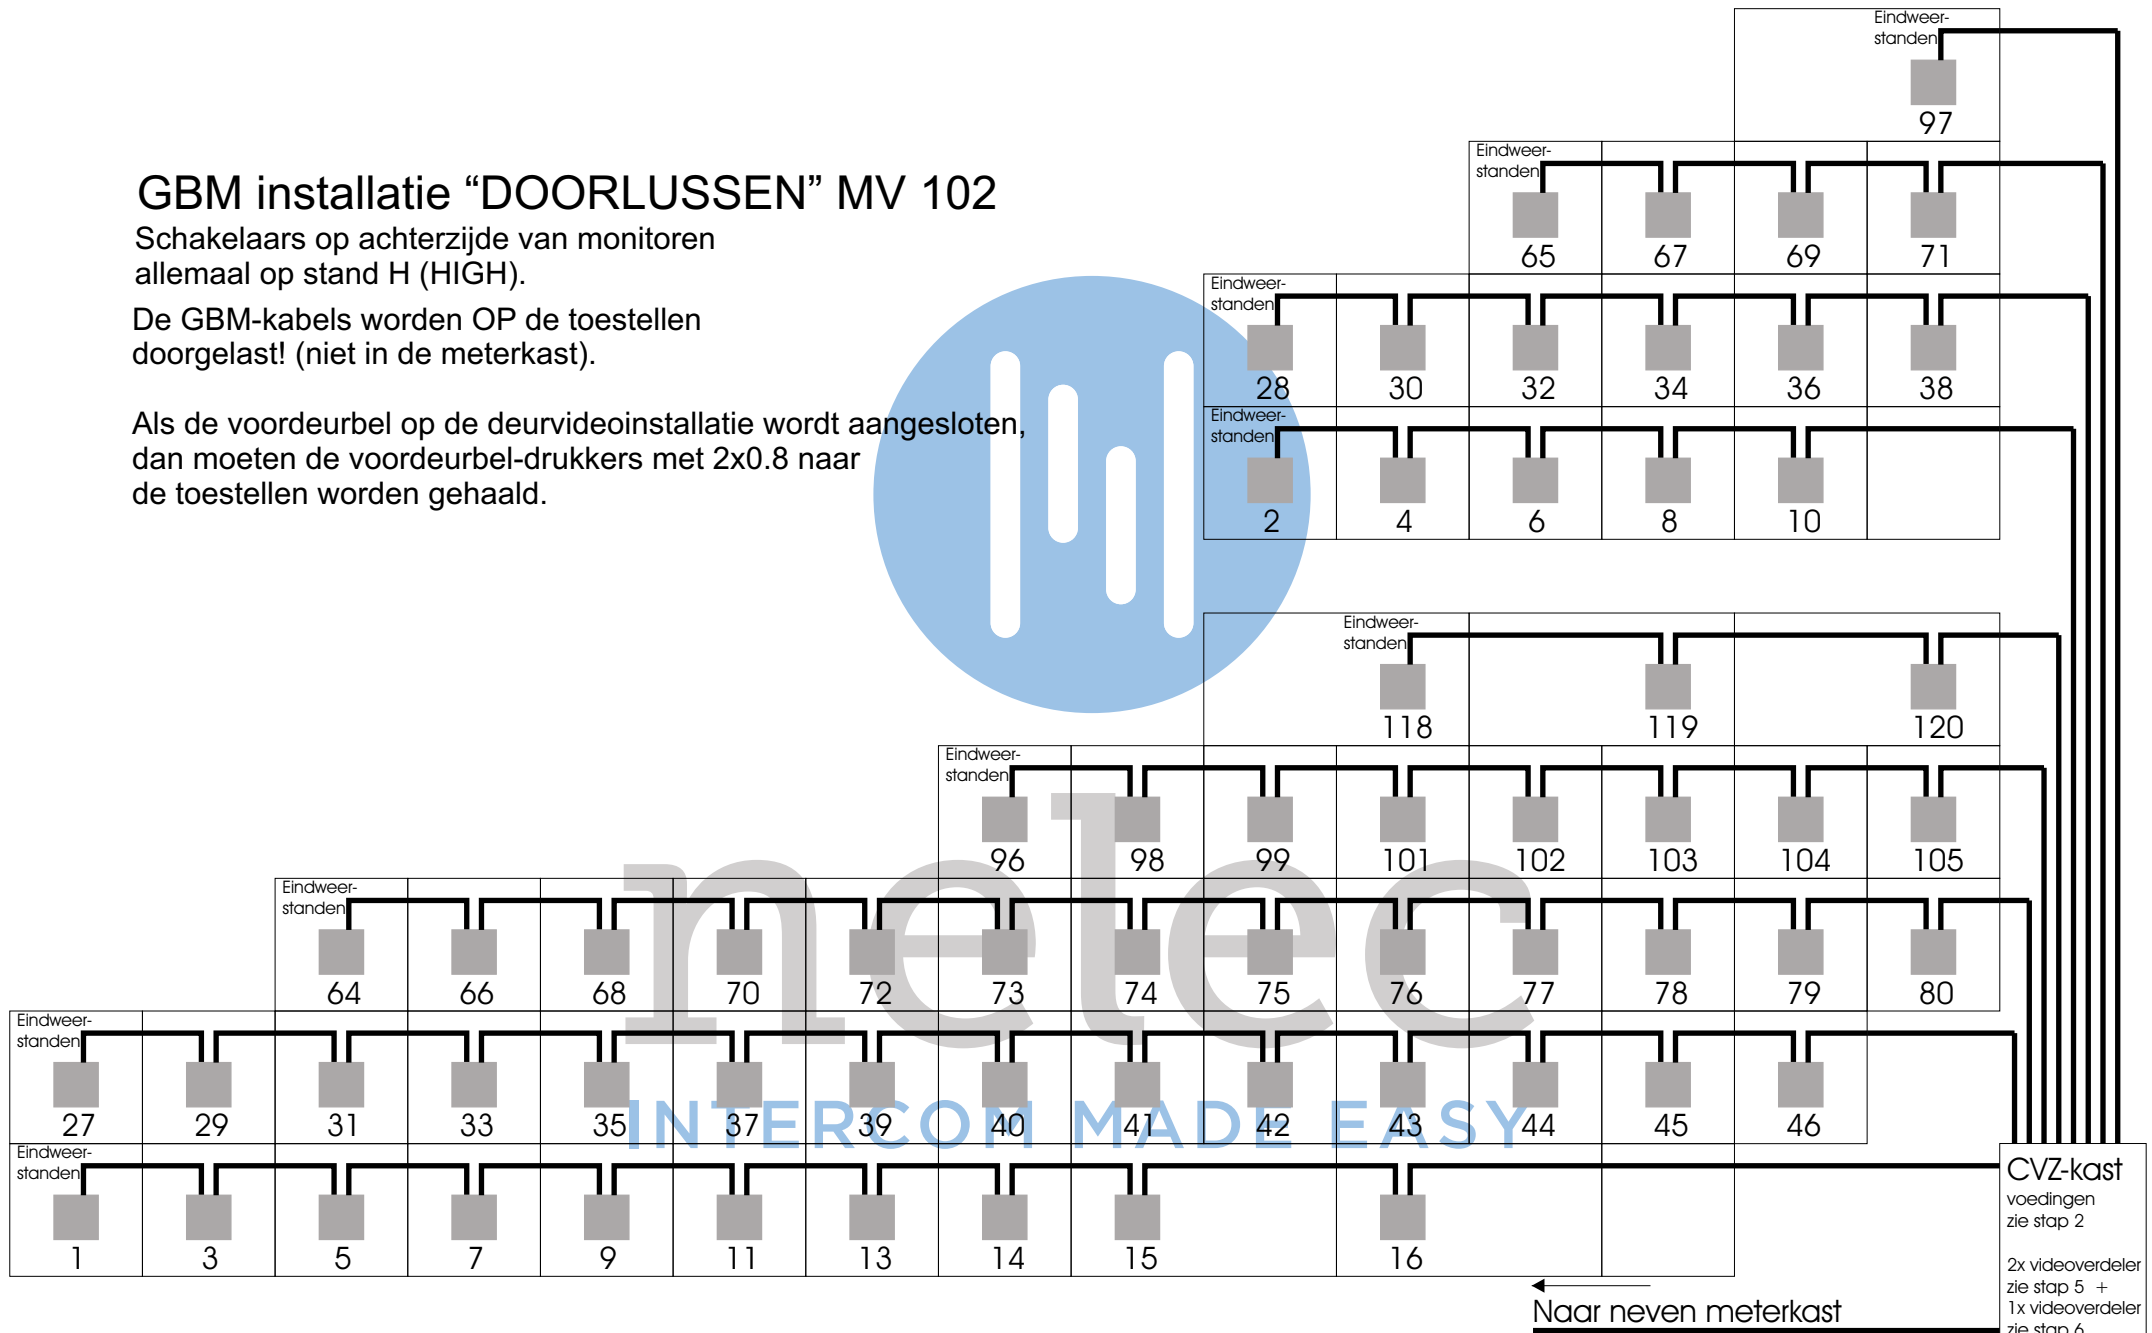 Eindweer-
standen
97
GBM installatie “DOORLUSSEN” MV 102
Schakelaars op achterzijde van monitoren
allemaal op stand H (HIGH).
De GBM-kabels worden OP de toestellen
doorgelast! (niet in de meterkast).
Als de voordeurbel op de deurvideoinstallatie wordt aangesloten,
dan moeten de voordeurbel-drukkers met 2x0.8 naar
de toestellen worden gehaald.
Eindweer-
standen
65 67 69 71
Eindweer-
standen
28 30 32 34 36 38
Eindweer-
standen
2 4 6 8 10
Eindweer-
standen
118 119 120
Eindweer-
standen
96 98 99 101 102 103 104 105
nelec
Eindweer-
standen
64 66 68 70 72 73 74 75 76 77 78 79 80
Eindweer-
standen
27 29 31 33 35 37 39 40 41 42 43 44 45 46
INTERCOM MADE EASY
Eindweer-
standen
1 3 5 7 9 11 13 14 15 16
CVZ-kast
voedingen
zie stap 2
2x videoverdeler
zie stap 5 +
1x videoverdeler
zie stap 6
Naar neven meterkast